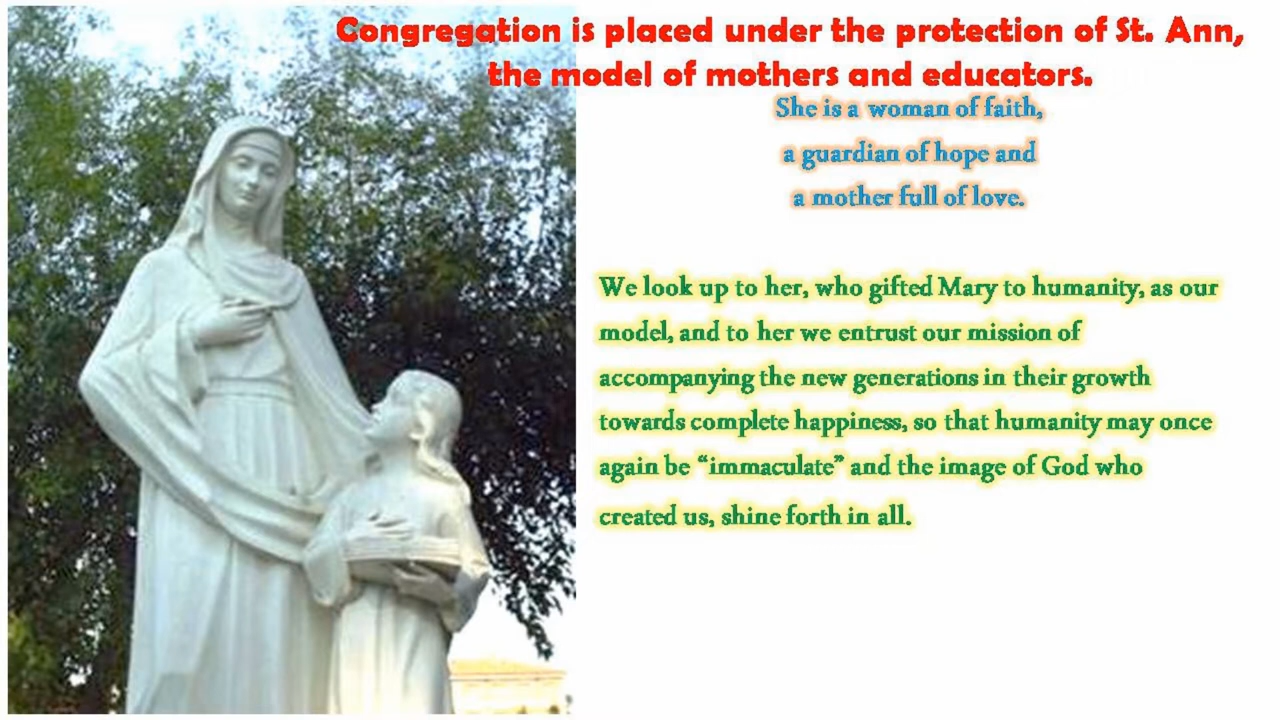 Congregation is placed under the protection of St. Ann,
the model of mothers and educators.
She is a woman of faith,
a guardian of hope and
a mother full of love.
We look up to her, who gifted Mary to humanity, as our
model, and to her we entrust our mission of
accompanying the new generations in their growth
towards complete happiness, so that humanity may once
again be “immaculate” and the image of God who
created us, shine forth in all.